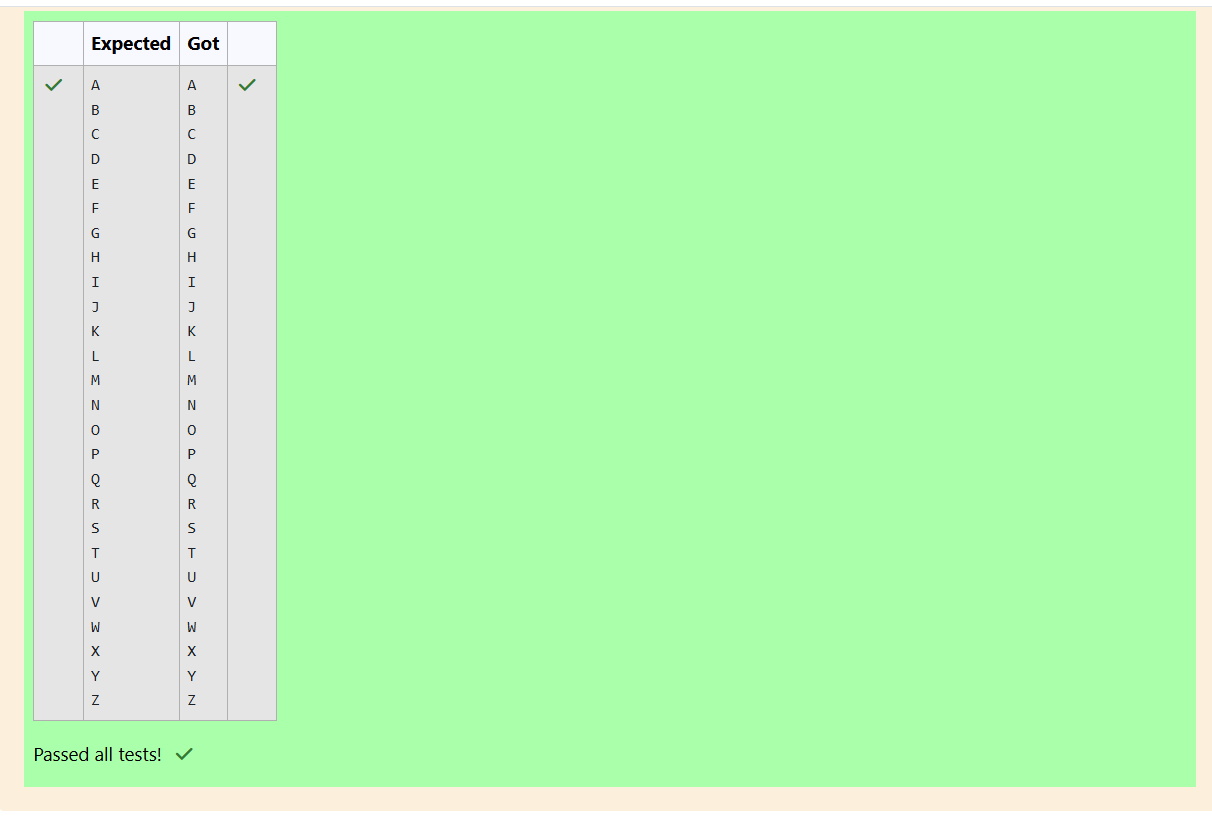 Expected Got
A A
B B
C C
D D
E E
F F
G G
H H
I I
J J
K K
L L
M M
N N
O O
P P
Q Q
R R
S S
T T
U U
V V
W W
X X
Y Y
Z Z
Passed all tests!